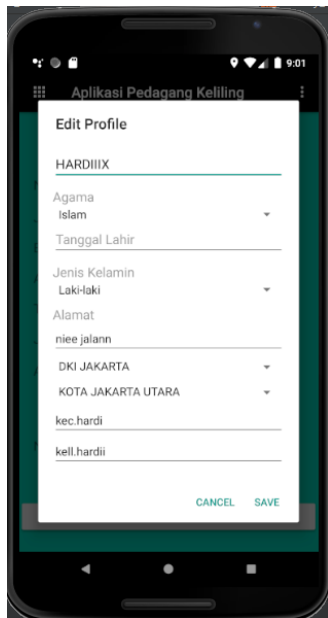 9:01
Aplikasi Pedagang Keliling
Edit Profile
HARDIIIX
Agama
Islam
Tanggal Lahir
Jenis Kelamin
Laki-laki
Alamat
niee jalann
DKI JAKARTA
KOTA JAKARTA UTARA
kec.hardi
kell.hardii
CANCEL SAVE